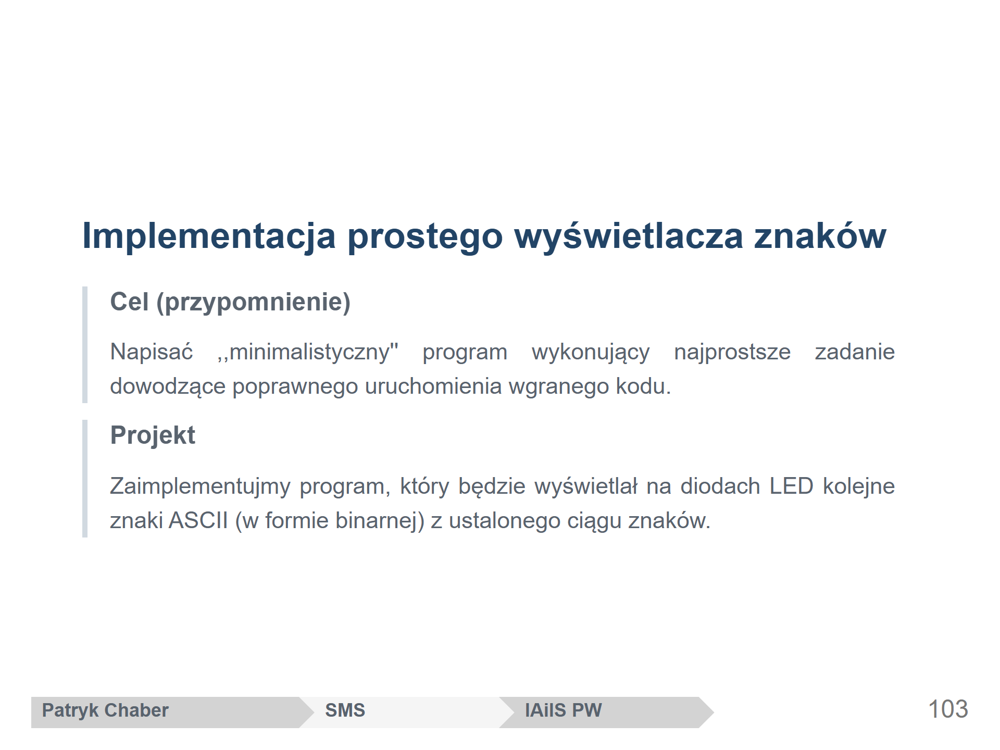 Implementacja prostego wyświetlacza znaków
Cel (przypomnienie)
Napisać ,,minimalistyczny" program wykonujący najprostsze zadanie
dowodzące poprawnego uruchomienia wgranego kodu.
Projekt
Zaimplementujmy program, który będzie wyświetlał na diodach LED kolejne
znaki ASCII (w formie binarnej) z ustalonego ciągu znaków.
Patryk Chaber
SMS
IAiIS PW
103